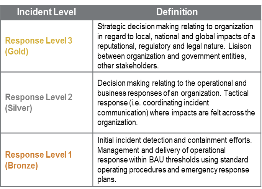 Incident Level
Definition
Response Level 3
(Gold)
Strategic decision making relating to organization
in regard to local, national and global impacts of a
reputational, regulatory and legal nature. Liaison
between organization and government entities,
other stakeholders.
Response Level 2
(Silver)
Decision making relating to the operational and
business responses of an organization. Tactical
response (i.e. coordinating incident
communication) where impacts are felt across the
organization.
Response Level 1
(Bronze)
Initial incident detection and containment efforts.
Management and delivery of operational
response within BAU thresholds using standard
operating procedures and emergency response
plans.